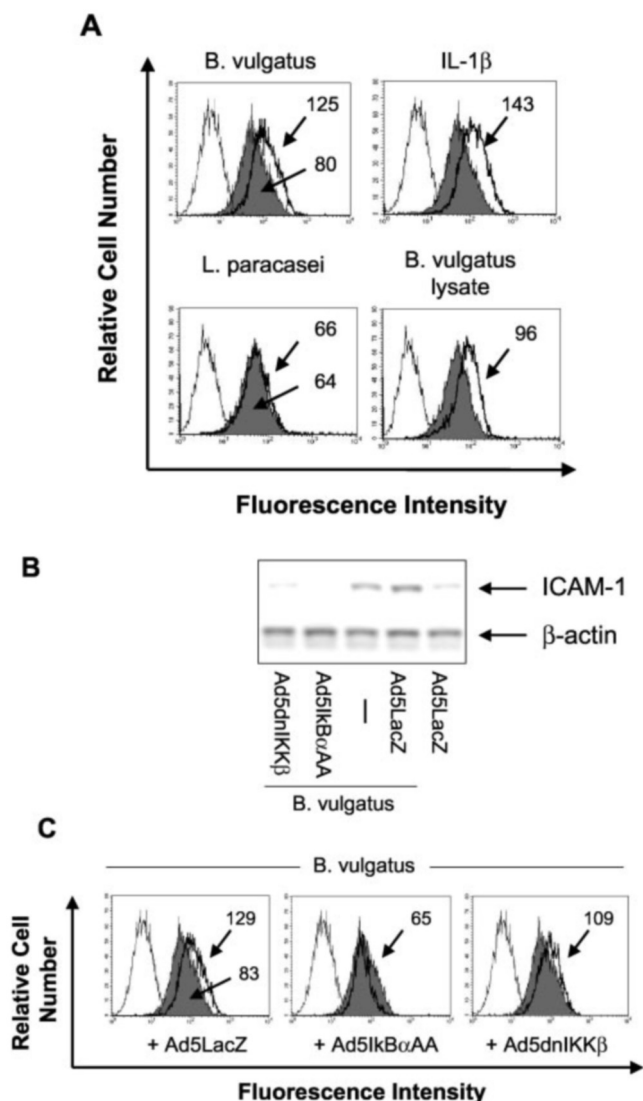 A
B. vulgatus
IL-1β
125
80
143
L. paracasei
B. vulgatus
lysate
66
64
96
Relative Cell Number
Fluorescence Intensity
B
ICAM-1
β-actin
Ad5dnIKKβ
Ad5IkBαAA
—
Ad5LacZ
Ad5LacZ
B. vulgatus
C
B. vulgatus
129
83
65
109
Relative Cell
Number
+ Ad5LacZ
+ Ad5IkBαAA
+ Ad5dnIKKβ
Fluorescence Intensity